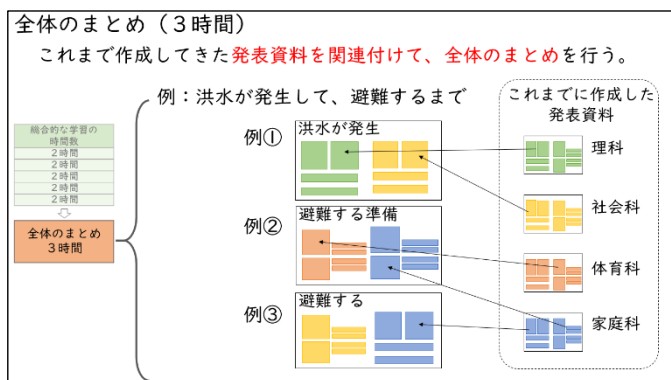 全体のまとめ（３時間）
これまで作成してきた発表資料を関連付けて、全体のまとめを行う。
例：洪水が発生して、避難するまで
これまでに作成した
発表資料
総合的な学習の
時間数
２時間
２時間
２時間
２時間
２時間
全体のまとめ
３時間
例①
洪水が発生
例②
避難する準備
例③
避難する
理科
社会科
体育科
家庭科